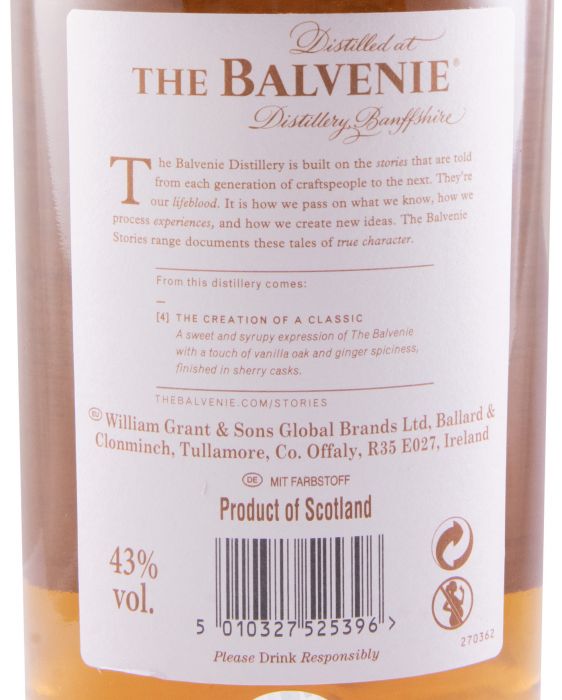 Distilled at
THE BALVENIE®
Distillery, Banffshire
The Balvenie Distillery is built on the stories that are told
from each generation of craftspeople to the next. They're
our lifeblood. It is how we pass on what we know, how we
process experiences, and how we create new ideas. The Balvenie
Stories range documents these tales of true character.
From this distillery comes:
–
[4] THE CREATION OF A CLASSIC
A sweet and syrupy expression of The Balvenie
with a touch of vanilla oak and ginger spiciness,
finished in sherry casks.
THEBALVENIE.COM/STORIES
EU William Grant & Sons Global Brands Ltd, Ballard &
Clonminch, Tullamore, Co. Offaly, R35 E027, Ireland
DE MIT FARBSTOFF
Product of Scotland
43%
vol.
5 010327 525396 >
270362
Please Drink Responsibly